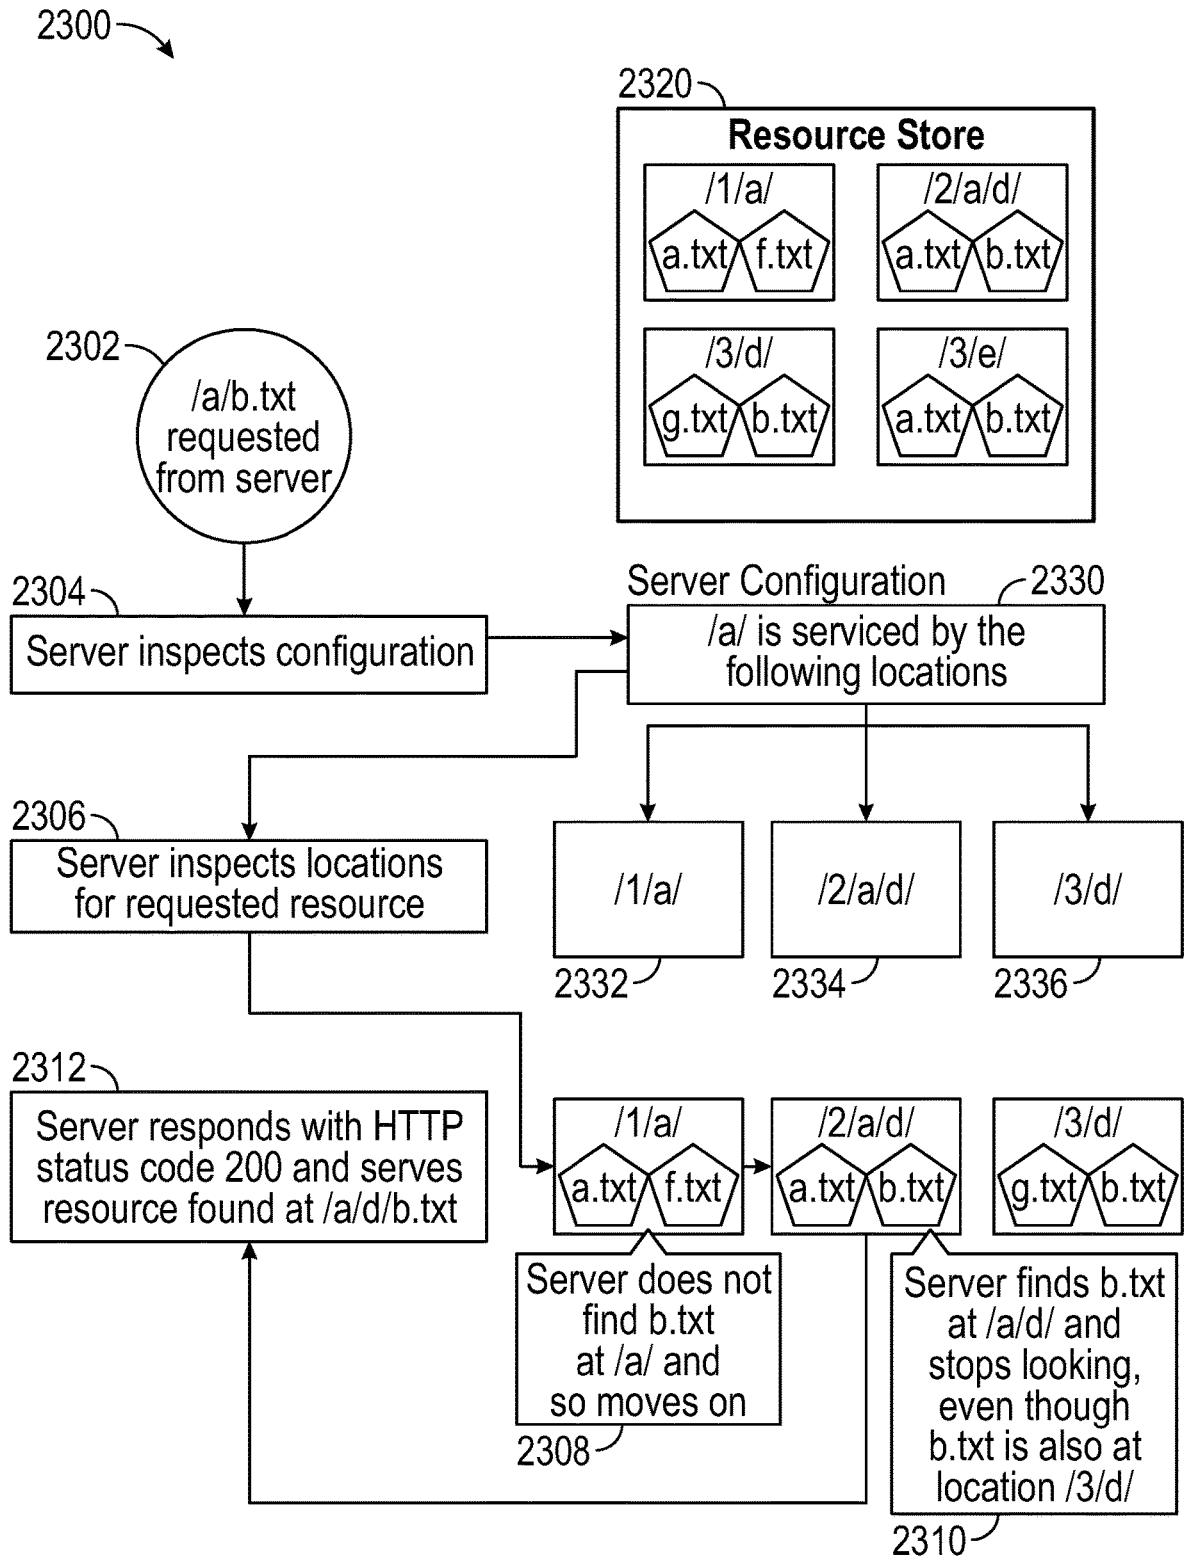 2300
2320
Resource Store
/1/a/
a.txt f.txt
/2/a/d/
a.txt b.txt
/3/d/
g.txt b.txt
/3/e/
a.txt b.txt
2302
/a/b.txt
requested
from server
2304
Server inspects configuration
Server Configuration
2330
/a/ is serviced by the
following locations
2306
Server inspects locations
for requested resource
/1/a/
2332
/2/a/d/
2334
/3/d/
2336
2312
Server responds with HTTP
status code 200 and serves
resource found at /a/d/b.txt
/1/a/
a.txt f.txt
/2/a/d/
a.txt b.txt
/3/d/
g.txt b.txt
Server does not
find b.txt
at /a/ and
so moves on
2308
Server finds b.txt
at /a/d/ and
stops looking,
even though
b.txt is also at
location /3/d/
2310